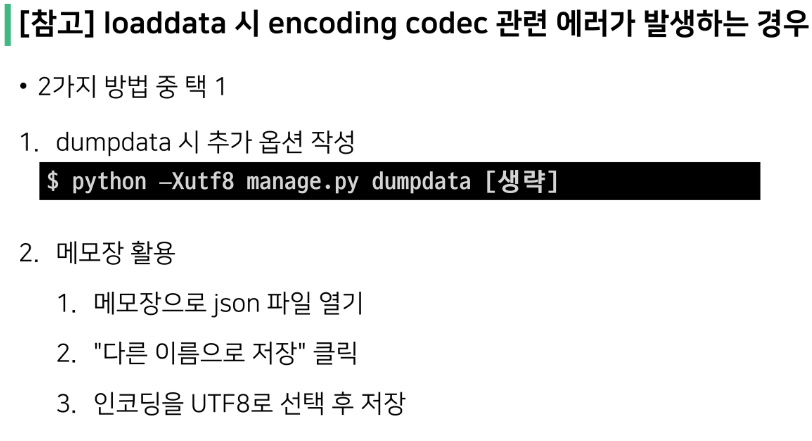 [참고] loaddata 시 encoding codec 관련 에러가 발생하는 경우
• 2가지 방법 중 택 1
1. dumpdata 시 추가 옵션 작성
$ python –Xutf8 manage.py dumpdata [생략]
2. 메모장 활용
1. 메모장으로 json 파일 열기
2. "다른 이름으로 저장" 클릭
3. 인코딩을 UTF8로 선택 후 저장